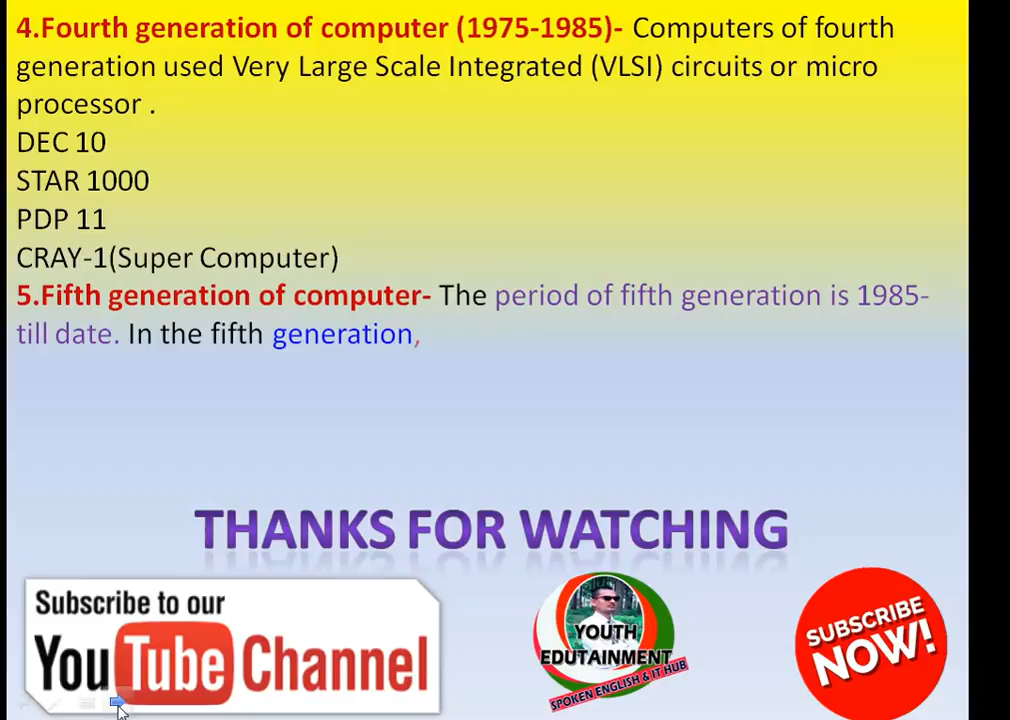 4.Fourth generation of computer (1975-1985)- Computers of fourth
generation used Very Large Scale Integrated (VLSI) circuits or micro
processor .
DEC 10
STAR 1000
PDP 11
CRAY-1(Super Computer)
5.Fifth generation of computer- The period of fifth generation is 1985-
till date. In the fifth generation,
THANKS FOR WATCHING
Subscribe to our
YouTube Channel
YOUTH
EDUTAINMENT
SPOKEN ENGLISH & IT HUB
SUBSCRIBE
NOW!